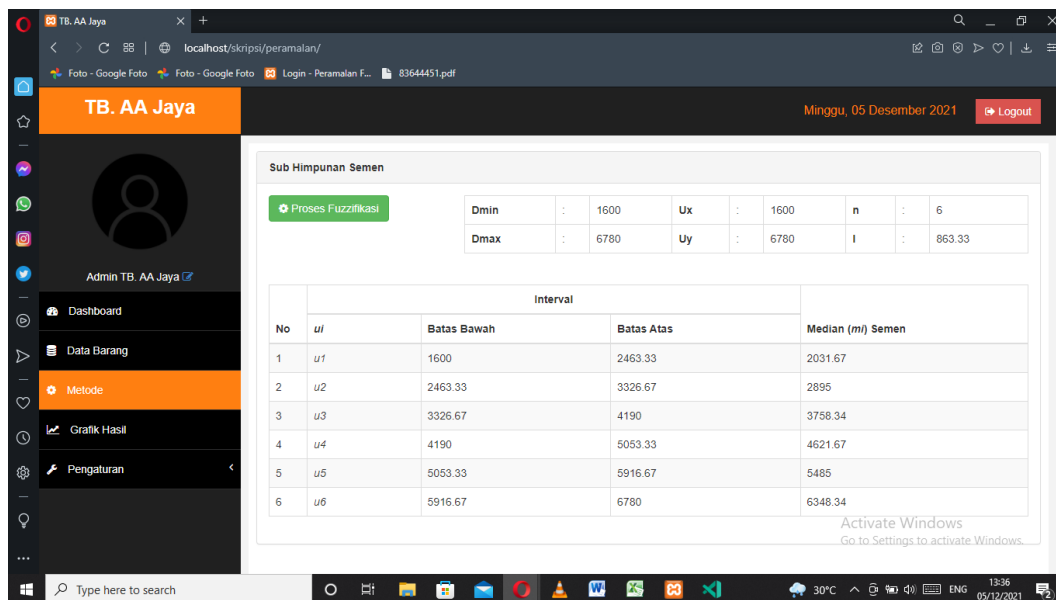 TB. AA Jaya
localhost/skripsi/peramalan/
Foto - Google Foto Foto - Google Foto Login - Peramalan F... 83644451.pdf
TB. AA Jaya
Minggu, 05 Desember 2021 Logout
Admin TB. AA Jaya
Dashboard
Data Barang
Metode
Grafik Hasil
Pengaturan
Sub Himpunan Semen
Proses Fuzzifikasi
Dmin : 1600 Ux : 1600 n : 6
Dmax : 6780 Uy : 6780 I : 863.33
No Interval Median (mi) Semen
ui Batas Bawah Batas Atas
1 u1 1600 2463.33 2031.67
2 u2 2463.33 3326.67 2895
3 u3 3326.67 4190 3758.34
4 u4 4190 5053.33 4621.67
5 u5 5053.33 5916.67 5485
6 u6 5916.67 6780 6348.34
Activate Windows
Go to Settings to activate Windows.
Type here to search
30°C ENG 13:36
05/12/2021 2